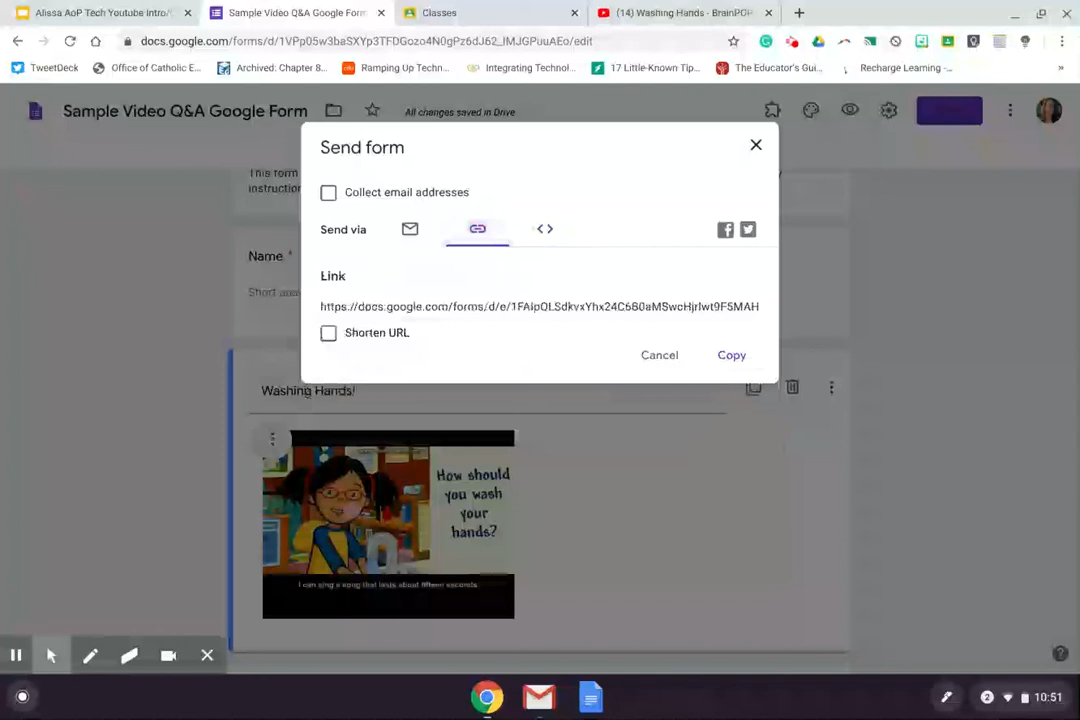 Alissa AoP Tech Youtube Intro/
Sample Video Q&A Google Form
Classes
(14) Washing Hands - BrainPOP
docs.google.com/forms/d/1VPp05w3baSXYp3TFDGozo4N0gPz6dJ62_IMJGPuuAEo/edit
TweetDeck
Office of Catholic E...
Archived: Chapter 8...
Ramping Up Techn...
Integrating Technol...
17 Little-Known Tip...
The Educator's Gui...
Recharge Learning -...
»
Sample Video Q&A Google Form
All changes saved in Drive
This form
instruction
Send form
Collect email addresses
Send via
Link
https://docs.google.com/forms/d/e/1FAIpQLSdkvxYhx24C6B0aMSwcHjrIwt9F5MAH
Shorten URL
Cancel
Copy
Name *
Short
Washing Hands!
How should
you wash
your
hands?
I can sing a song that lasts about fifteen seconds.
2
10:51